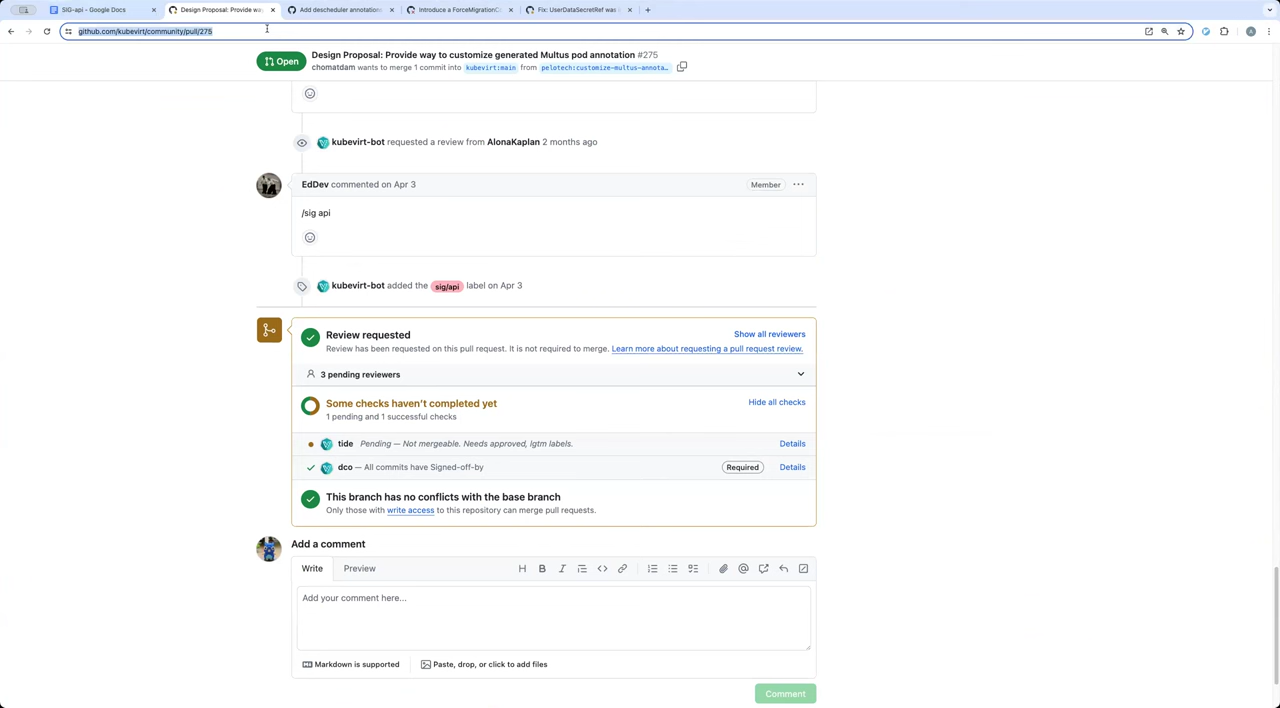 SIG-api - Google Docs
Design Proposal: Provide wa
Add descheduler annotation
Introduce a ForceMigrationC
Fix: UserDataSecretRef was i
github.com/kubevirt/community/pull/275
Open
Design Proposal: Provide way to customize generated Multus pod annotation #275
chomatdam wants to merge 1 commit into kubevirt:main from pelotech:customize-multus-annota…
kubevirt-bot requested a review from AlonaKaplan 2 months ago
EdDev commented on Apr 3
Member
/sig api
kubevirt-bot added the sig/api label on Apr 3
Review requested
Show all reviewers
Review has been requested on this pull request. It is not required to merge. Learn more about requesting a pull request review.
3 pending reviewers
Some checks haven't completed yet
Hide all checks
1 pending and 1 successful checks
tide Pending — Not mergeable. Needs approved, lgtm labels.
Details
dco — All commits have Signed-off-by
Required
Details
This branch has no conflicts with the base branch
Only those with write access to this repository can merge pull requests.
Add a comment
Write
Preview
Add your comment here...
Markdown is supported
Paste, drop, or click to add files
Comment